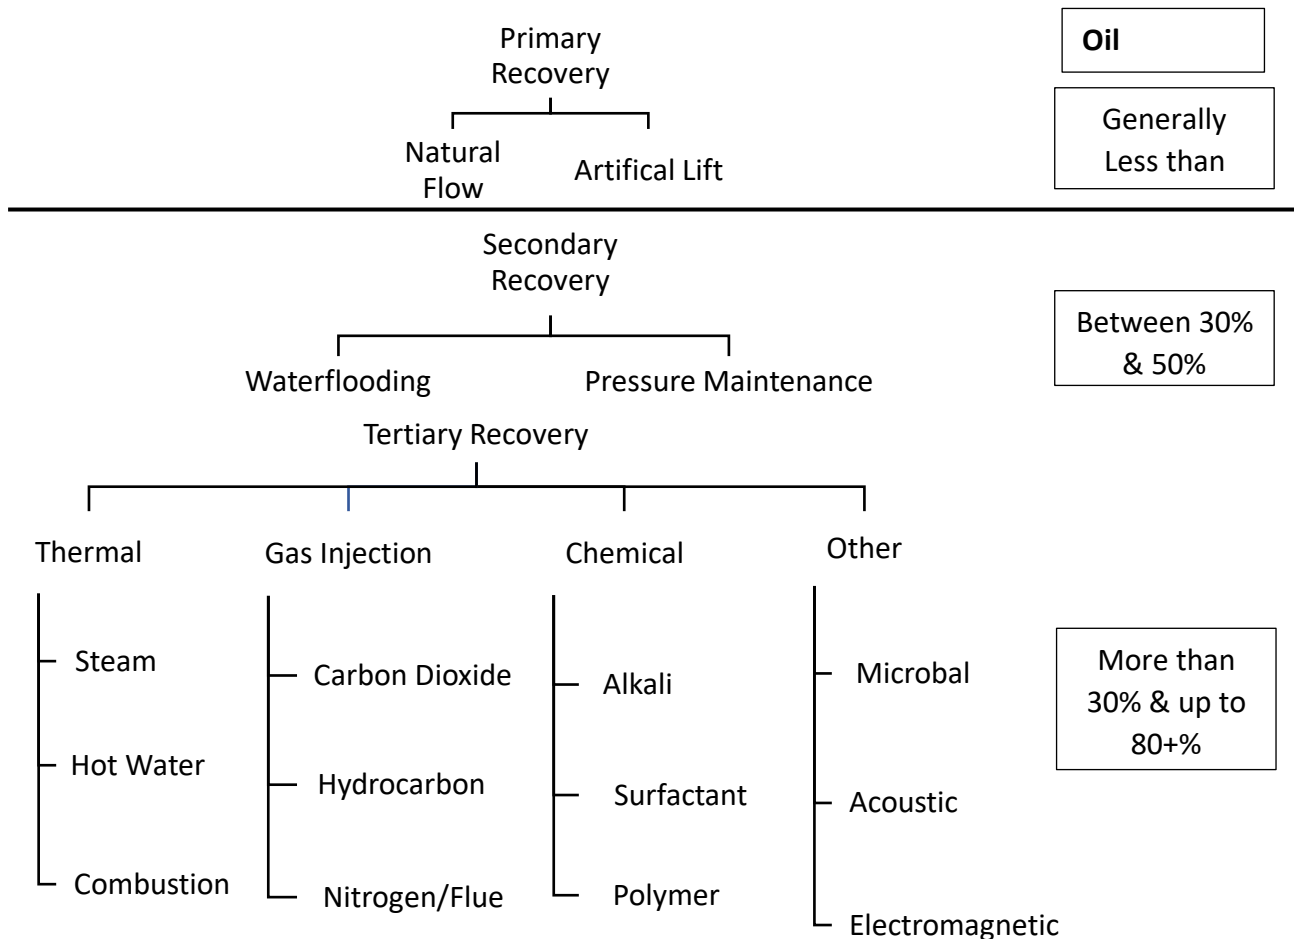 Primary
Recovery
Oil
Generally
Less than
Natural
Flow
Artifical Lift
Secondary
Recovery
Between 30%
& 50%
Waterflooding
Pressure Maintenance
Tertiary Recovery
Thermal
Gas Injection
Chemical
Other
Steam
Hot Water
Combustion
Carbon Dioxide
Hydrocarbon
Nitrogen/Flue
Alkali
Surfactant
Polymer
Microbal
Acoustic
Electromagnetic
More than
30% & up to
80+%